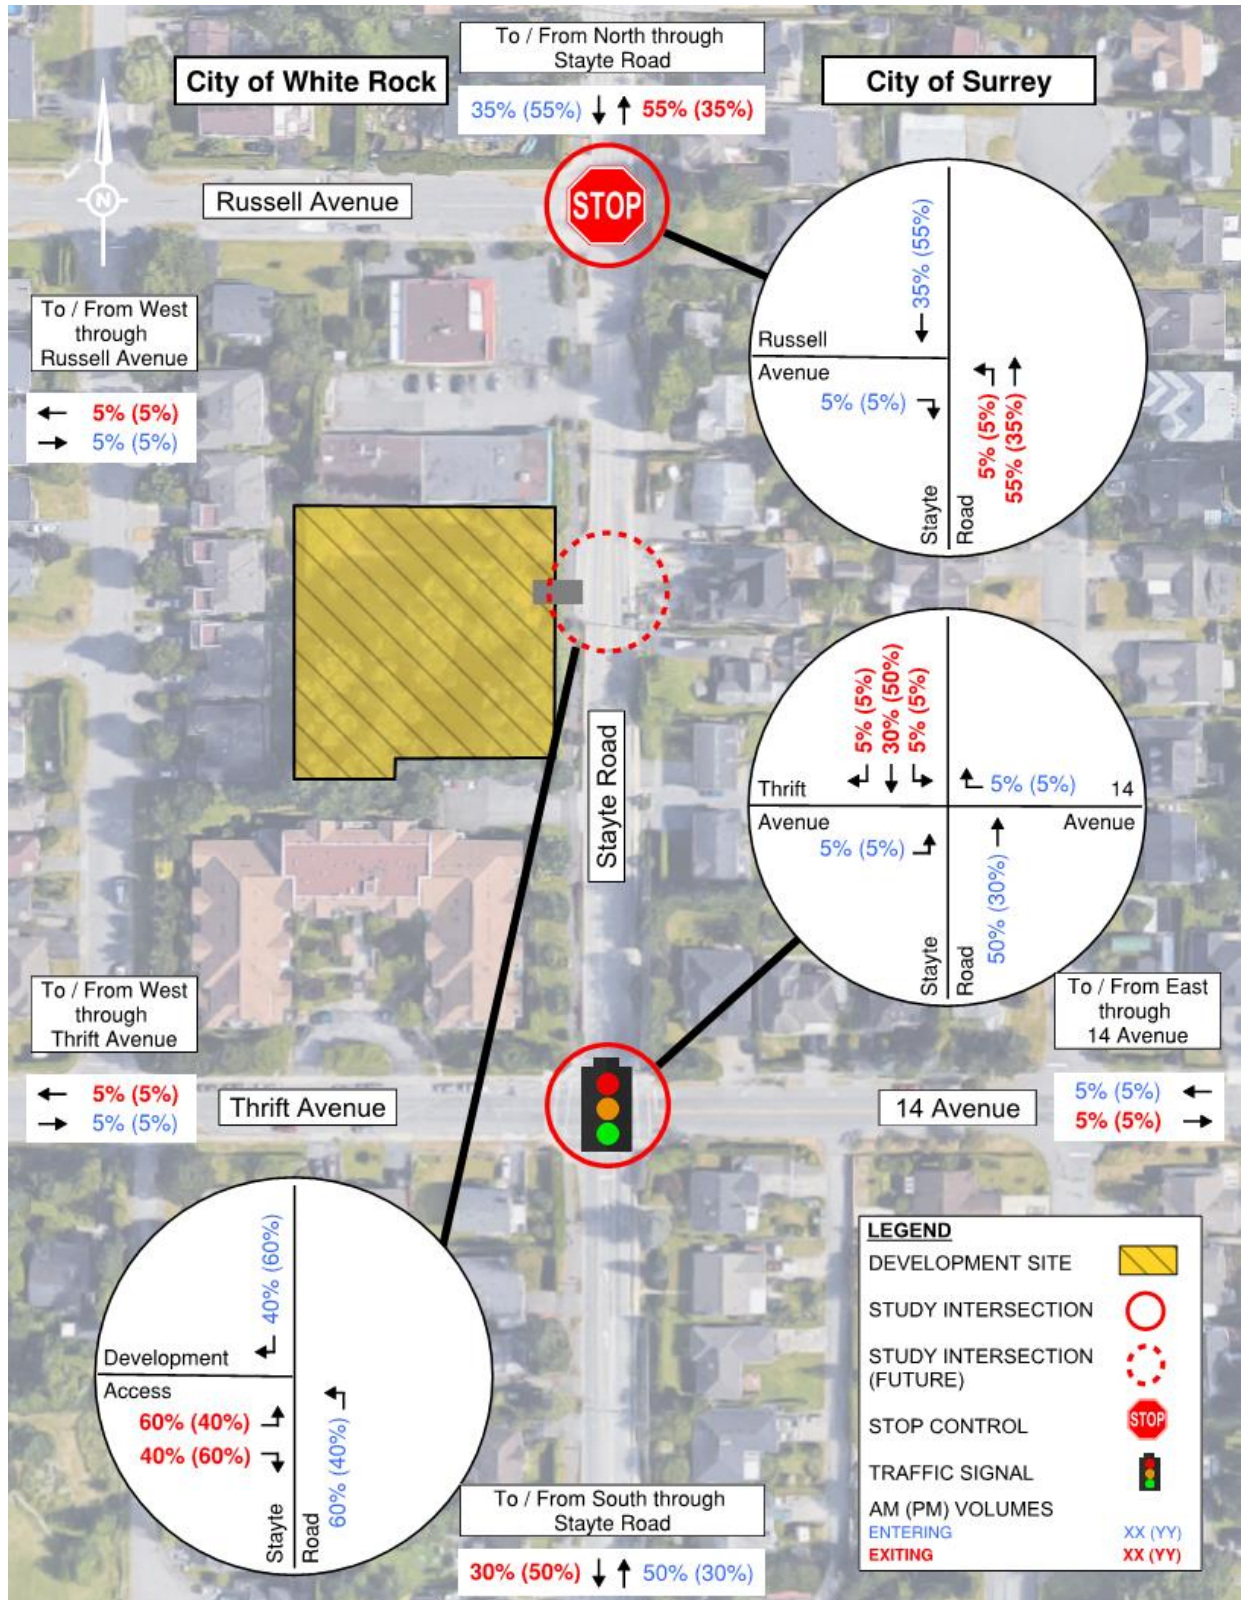 To / From North through
Stayte Road
City of White Rock
City of Surrey
35% (55%) ↓ ↑ 55% (35%)
N
Russell Avenue
STOP
35% (55%)
Russell
Avenue
5% (5%)
5% (5%)
55% (35%)
Stayte
Road
To / From West
through
Russell Avenue
← 5% (5%)
→ 5% (5%)
Stayte Road
5% (5%)
30% (50%)
5% (5%)
Thrift
5% (5%)
14
Avenue
Avenue
5% (5%)
50% (30%)
Stayte
Road
To / From West
through
Thrift Avenue
← 5% (5%)
→ 5% (5%)
Thrift Avenue
14 Avenue
To / From East
through
14 Avenue
5% (5%) ←
5% (5%) →
40% (60%)
Development
Access
60% (40%)
40% (60%)
60% (40%)
Stayte
Road
To / From South through
Stayte Road
30% (50%) ↓ ↑ 50% (30%)
LEGEND
DEVELOPMENT SITE
STUDY INTERSECTION
STUDY INTERSECTION
(FUTURE)
STOP CONTROL STOP
TRAFFIC SIGNAL
AM (PM) VOLUMES
ENTERING XX (YY)
EXITING XX (YY)